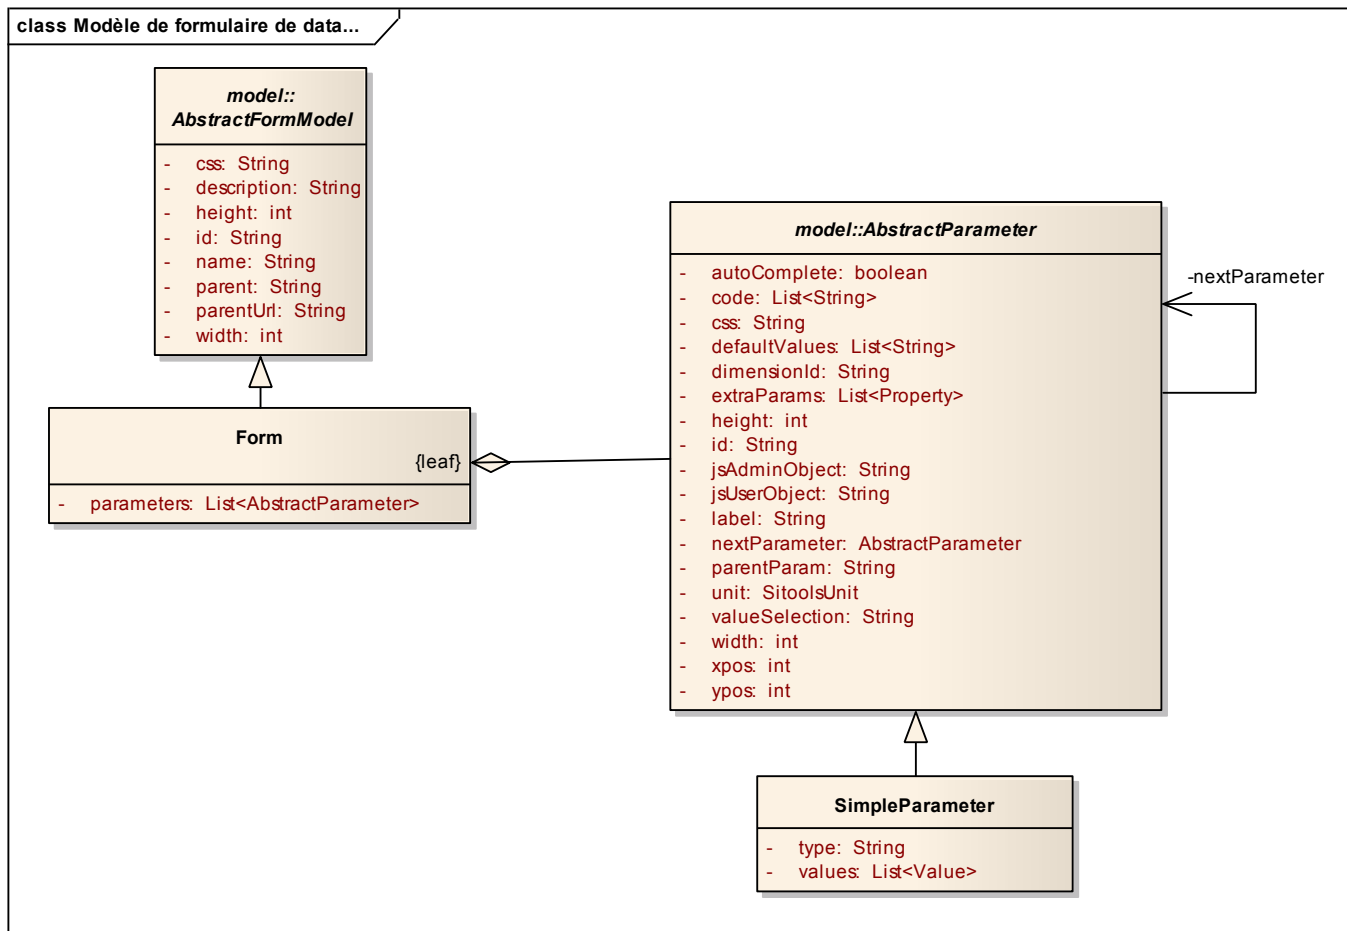 class Modèle de formulaire de data...
model::
AbstractFormModel
- css: String
- description: String
- height: int
- id: String
- name: String
- parent: String
- parentUrl: String
- width: int
Form
{leaf}
- parameters: List<AbstractParameter>
model::AbstractParameter
- autoComplete: boolean
- code: List<String>
- css: String
- defaultValues: List<String>
- dimensionId: String
- extraParams: List<Property>
- height: int
- id: String
- jsAdminObject: String
- jsUserObject: String
- label: String
- nextParameter: AbstractParameter
- parentParam: String
- unit: SitoolsUnit
- valueSelection: String
- width: int
- xpos: int
- ypos: int
-nextParameter
SimpleParameter
- type: String
- values: List<Value>